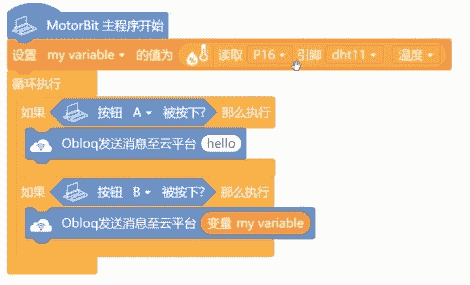 MotorBit 主程序开始
设置 my variable 的值为 读取 P16 引脚 dht11 温度
循环执行
如果 按钮 A 被按下? 那么执行
Obloq发送消息至云平台 hello
如果 按钮 B 被按下? 那么执行
Obloq发送消息至云平台 变量 my variable